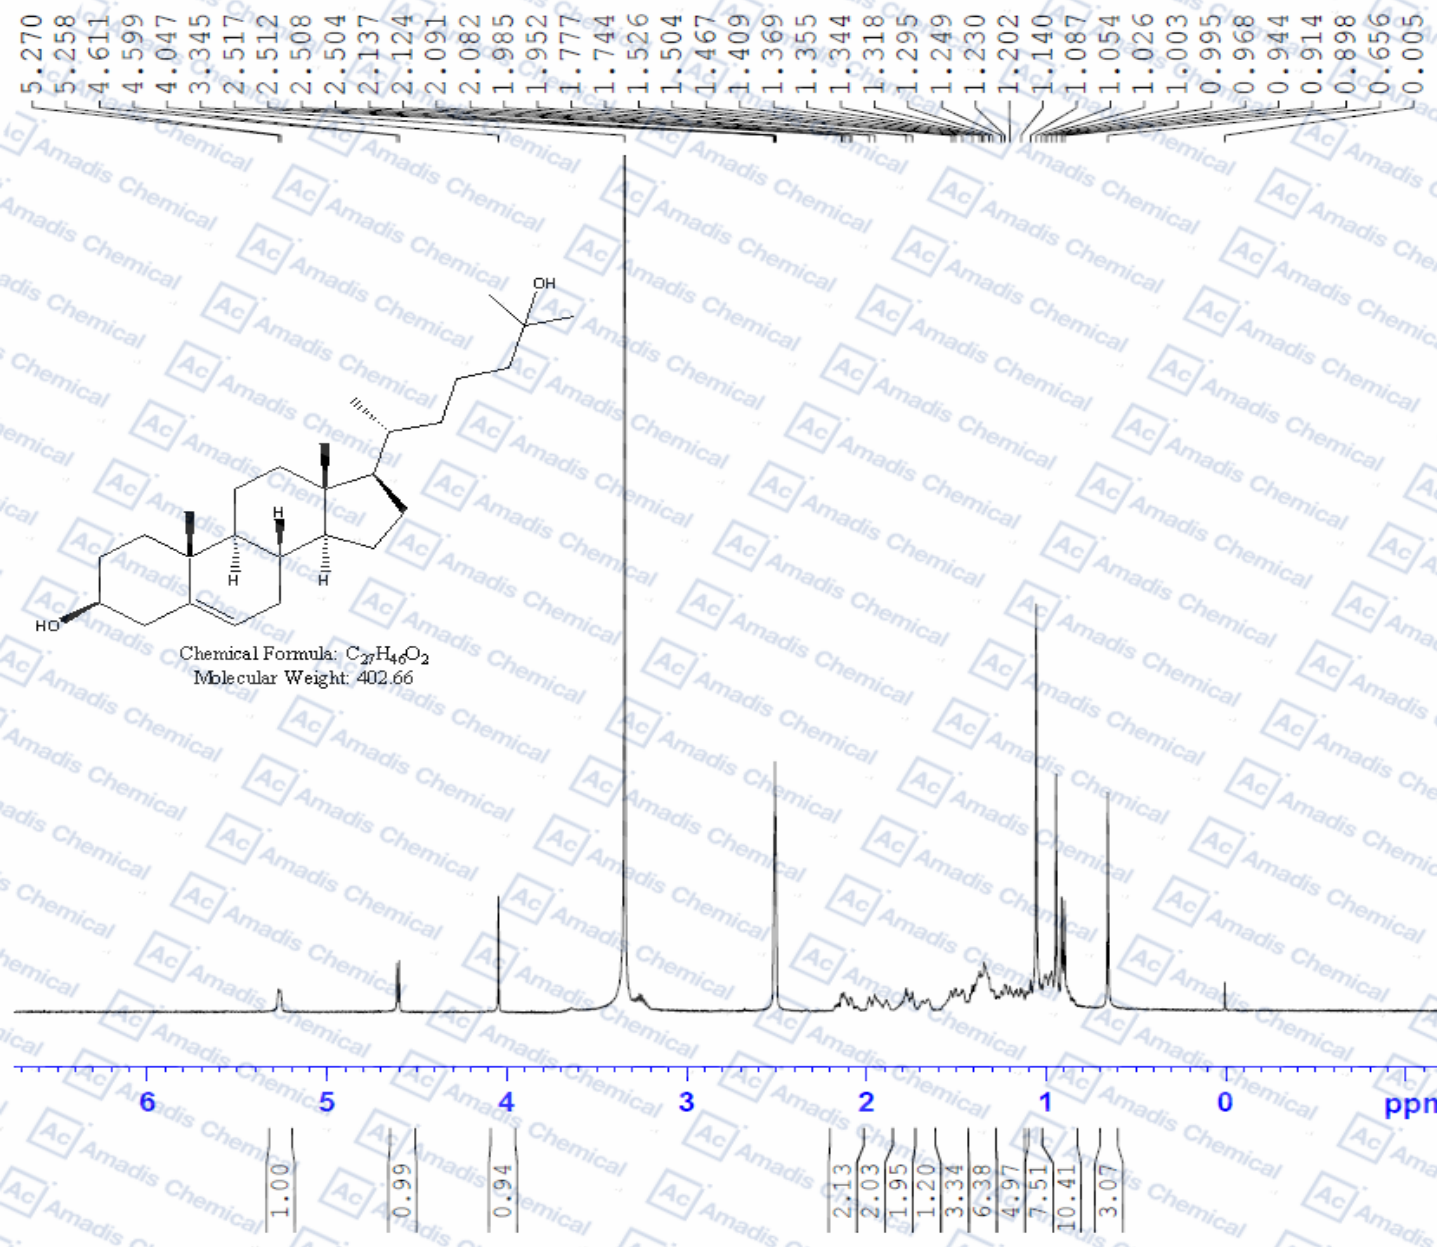 5.270 5.258 4.611 4.599 4.047 3.345 2.517 2.512 2.508 2.504 2.137 2.124 2.091 2.082 1.985 1.952 1.777 1.744 1.526 1.504 1.467 1.409 1.369 1.355 1.344 1.318 1.295 1.249 1.230 1.202 1.140 1.087 1.054 1.026 1.003 0.995 0.968 0.944 0.914 0.898 0.656 0.005
OH
H
H H
HO
Chemical Formula: C27H46O2
Molecular Weight: 402.66
6 5 4 3 2 1 0 ppm
1.00 0.99 0.94 2.13 2.03 1.95 1.20 3.34 6.38 4.97 7.51 10.41 3.07
Ac Amadis Chemical